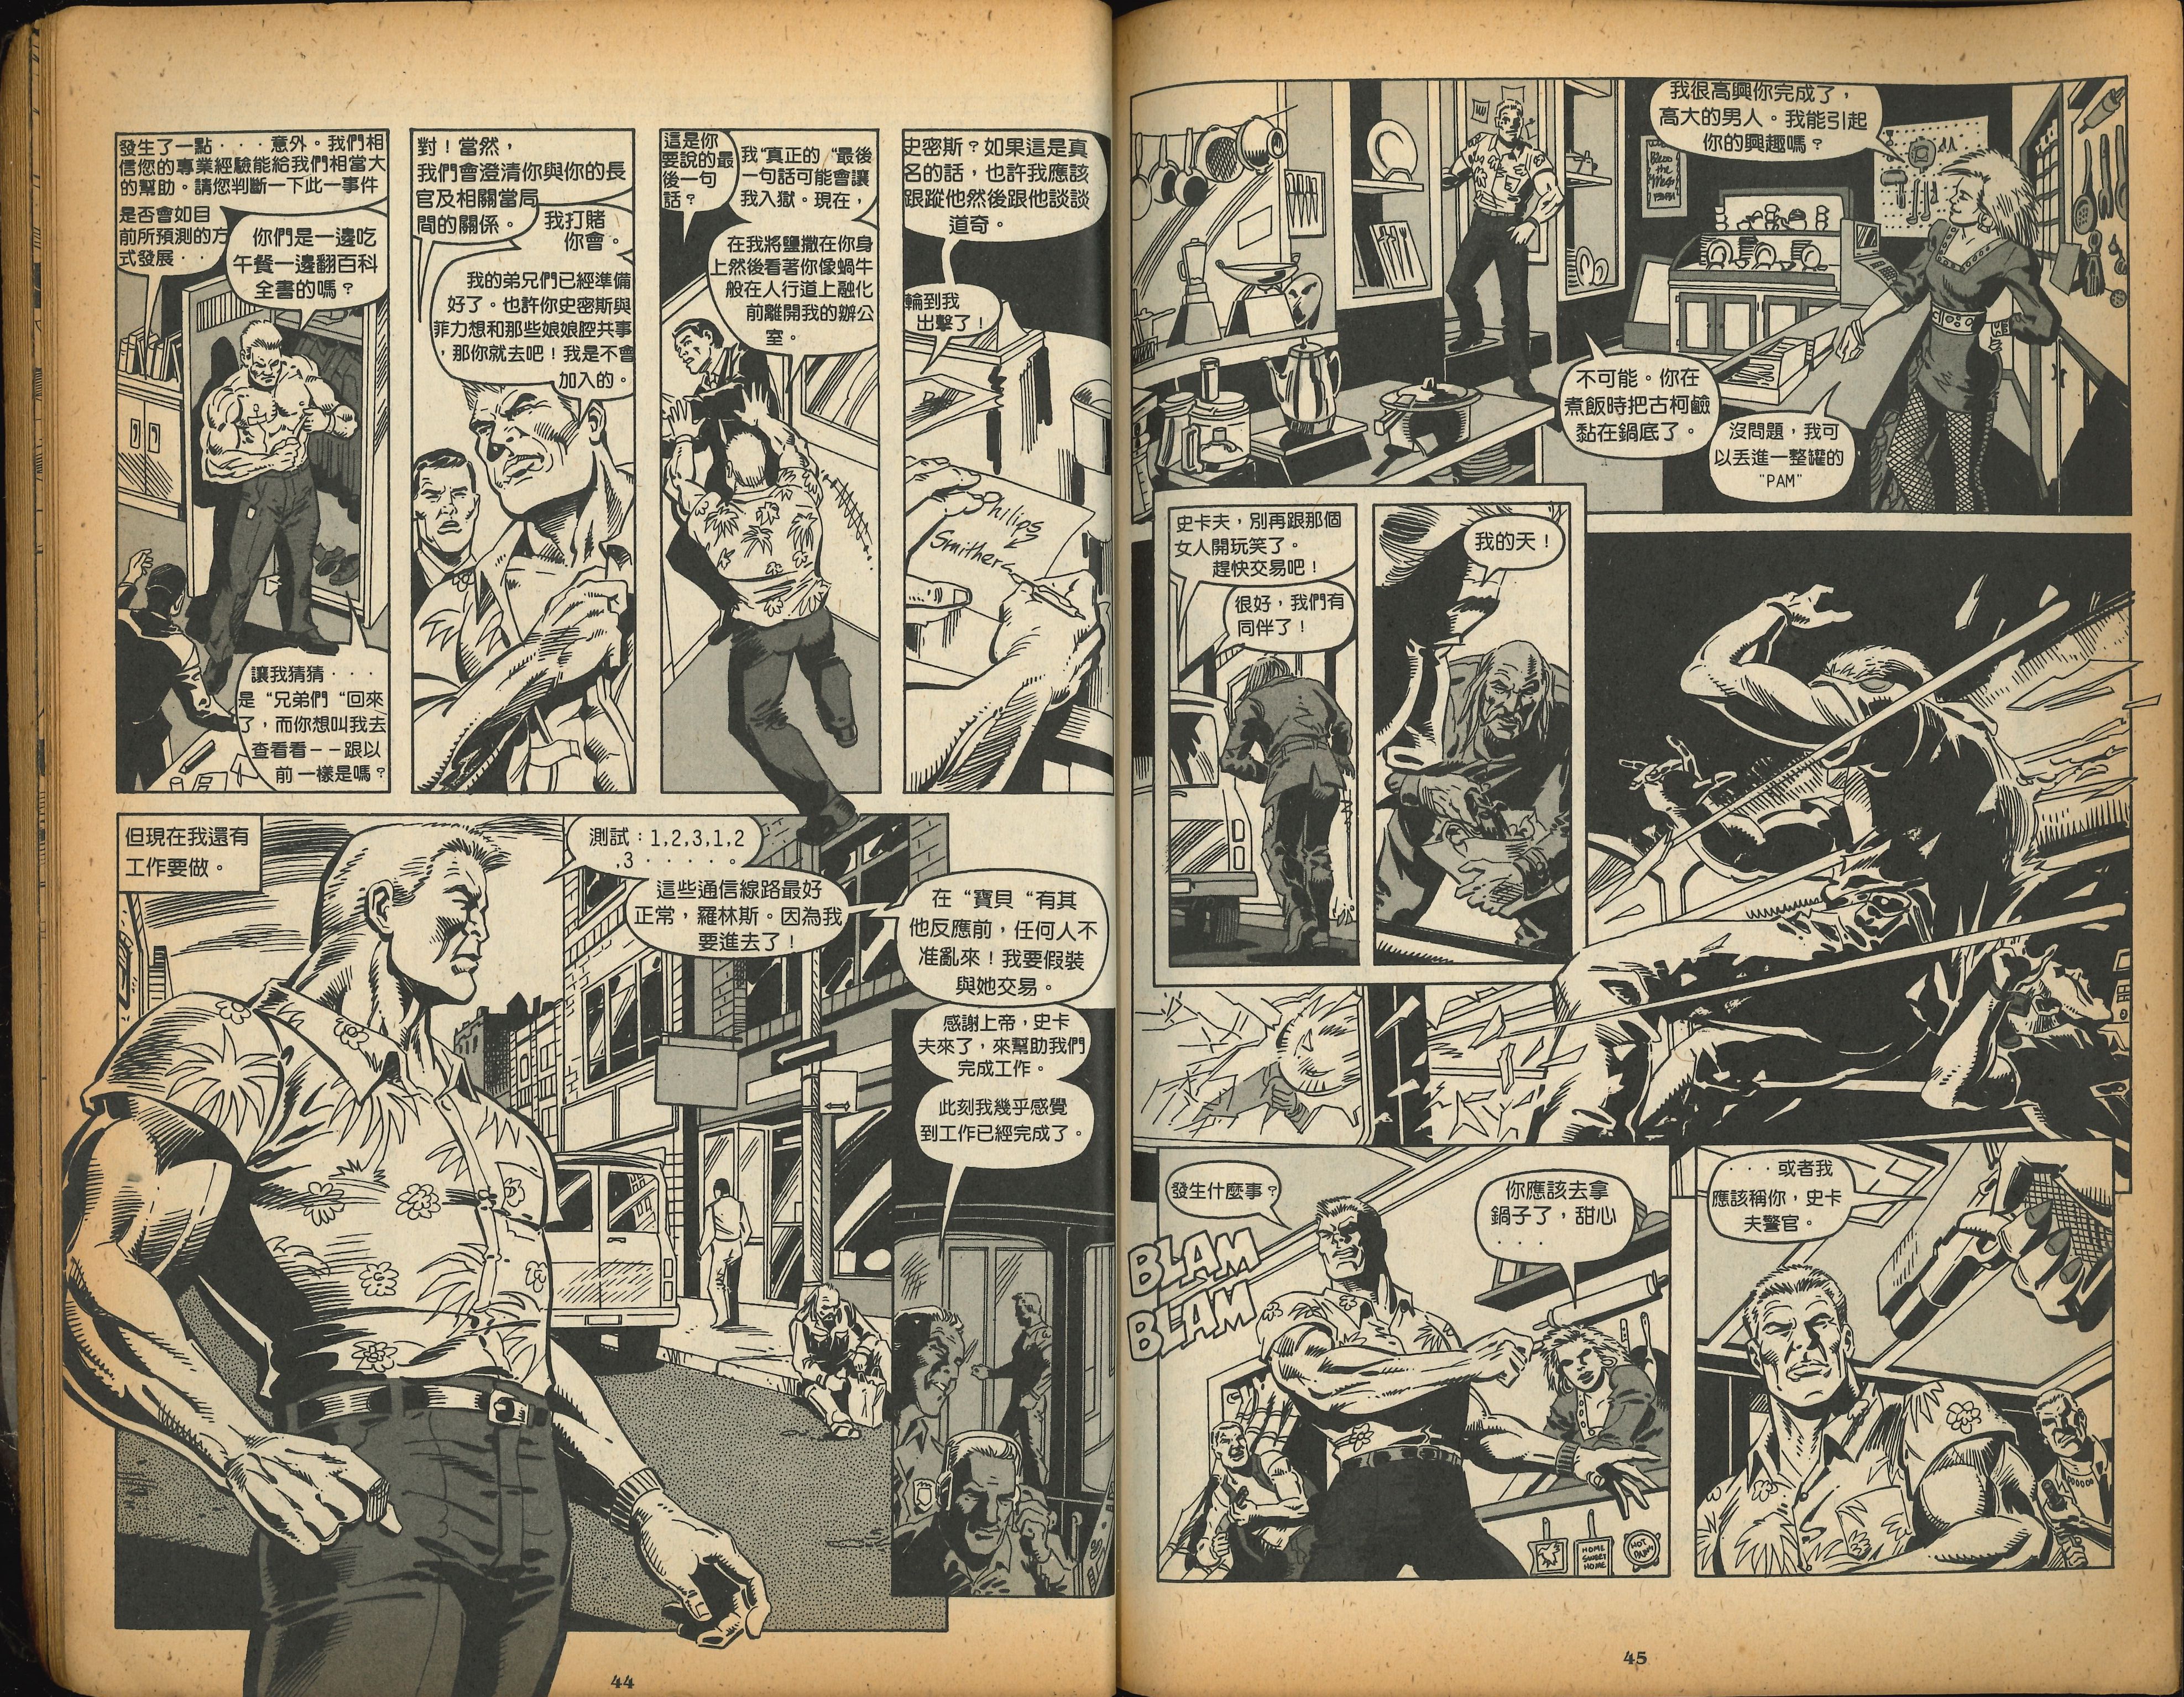 發生了一點・・・意外。我們相
信您的專業經驗能給我們相當大
的幫助。請您判斷一下此一事件
是否會如目
前所預測的方
式發展・・
你們是一邊吃
午餐一邊翻百科
全書的嗎？
讓我猜猜・・・
是“兄弟們“回來
了，而你想叫我去
查看看－－跟以
前一樣是嗎？
對！當然，
我們會澄清你與你的長
官及相關當局
間的關係。
我打賭
你會。
我的弟兄們已經準備
好了。也許你史密斯與
菲力想和那些娘娘腔共事
，那你就去吧！我是不會
加入的。
這是你
要說的最
後一句
話？
我“真正的“最後
一句話可能會讓
我入獄。現在，
在我將鹽撒在你身
上然後看著你像蝸牛
般在人行道上融化
前離開我的辦公
室。
史密斯？如果這是真
名的話，也許我應該
跟蹤他然後跟他談談
道奇。
輪到我
出擊了！
Philips
Smithers
但現在我還有
工作要做。
測試：1,2,3,1,2
,3・・・・・。
這些通信線路最好
正常，羅林斯。因為我
要進去了！
在“寶貝“有其
他反應前，任何人不
准亂來！我要假裝
與她交易。
感謝上帝，史卡
夫來了，來幫助我們
完成工作。
此刻我幾乎感覺
到工作已經完成了。
44
我很高興你完成了，
高大的男人。我能引起
你的興趣嗎？
Bless
the
Mess
不可能。你在
煮飯時把古柯鹼
黏在鍋底了。
沒問題，我可
以丟進一整罐的
"PAM"
史卡夫，別再跟那個
女人開玩笑了。
趕快交易吧！
很好，我們有
同伴了！
我的天！
發生什麼事？
BLAM
BLAM
你應該去拿
鍋子了，甜心
・・・・
HOME
SWEET
HOME
HOT
DAMN
・・・或者我
應該稱你，史卡
夫警官。
45